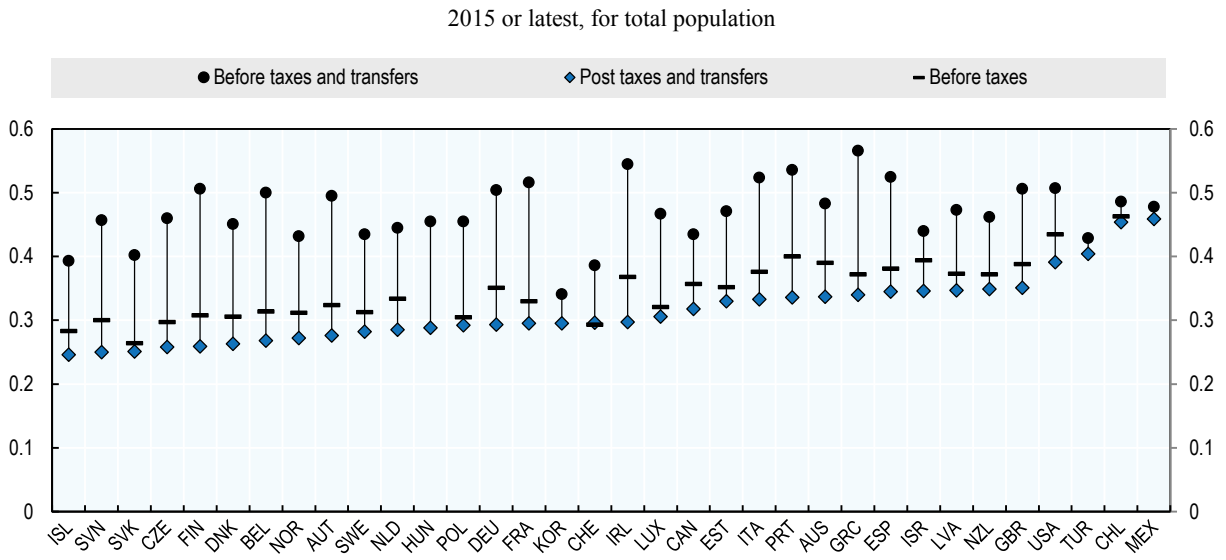 2015 or latest, for total population
Before taxes and transfers Post taxes and transfers Before taxes
0.6 0.6
0.5 0.5
0.4 0.4
0.3 0.3
0.2 0.2
0.1 0.1
0 0
ISL SVN SVK CZE FIN DNK BEL NOR AUT SWE NLD HUN POL DEU FRA KOR CHE IRL LUX CAN EST ITA PRT AUS GRC ESP ISR LVA NZL GBR USA TUR CHL MEX